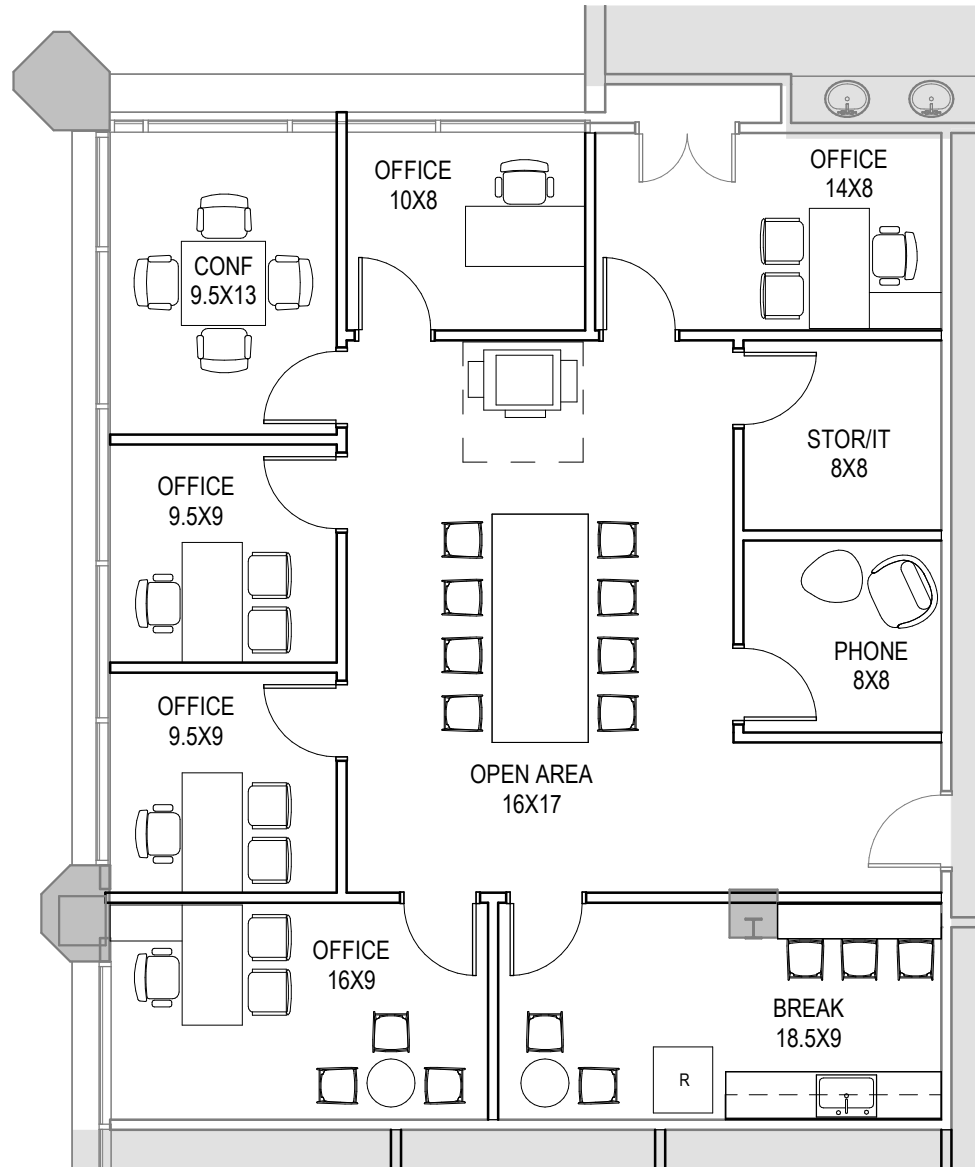 OFFICE
10X8
OFFICE
14X8
CONF
9.5X13
STOR/IT
8X8
OFFICE
9.5X9
PHONE
8X8
OFFICE
9.5X9
OPEN AREA
16X17
OFFICE
16X9
BREAK
18.5X9
R